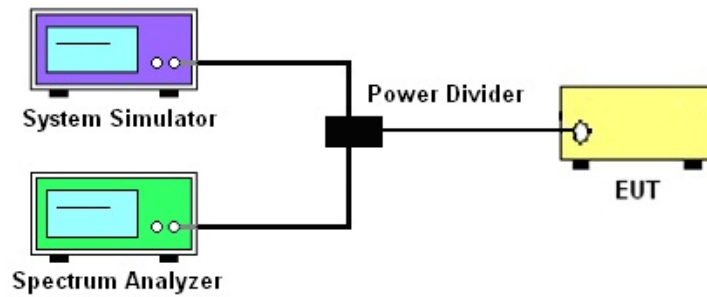 System Simulator
Power Divider
EUT
Spectrum Analyzer